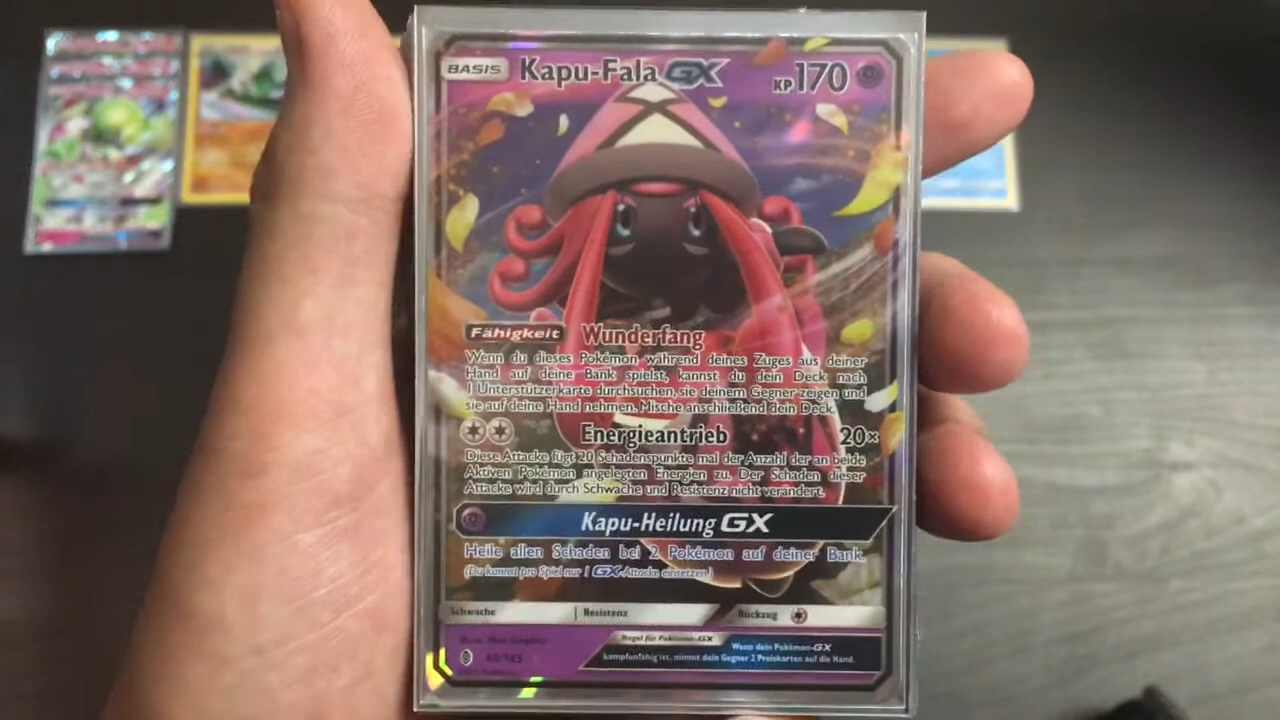 BASIS Kapu-Fala GX KP170
Fähigkeit Wunderfang
Wenn du dieses Pokémon während deines Zuges aus deiner
Hand auf deine Bank spielst, kannst du dein Deck nach
1 Unterstützerkarte durchsuchen, sie deinem Gegner zeigen und
sie auf deine Hand nehmen. Mische anschließend dein Deck.
Energieantrieb 20×
Diese Attacke fügt 20 Schadenspunkte mal der Anzahl der an beide
Aktiven Pokémon angelegten Energien zu. Der Schaden dieser
Attacke wird durch Schwäche und Resistenz nicht verändert.
Kapu-Heilung GX
Heile allen Schaden bei 2 Pokémon auf deiner Bank.
(Du kannst pro Spiel nur 1 GX-Attacke einsetzen.)
Schwäche Resistenz Rückzug
Regel für Pokémon-GX Wenn dein Pokémon-GX
60/145 kampfunfähig ist, nimmt dein Gegner 2 Preiskarten auf die Hand.